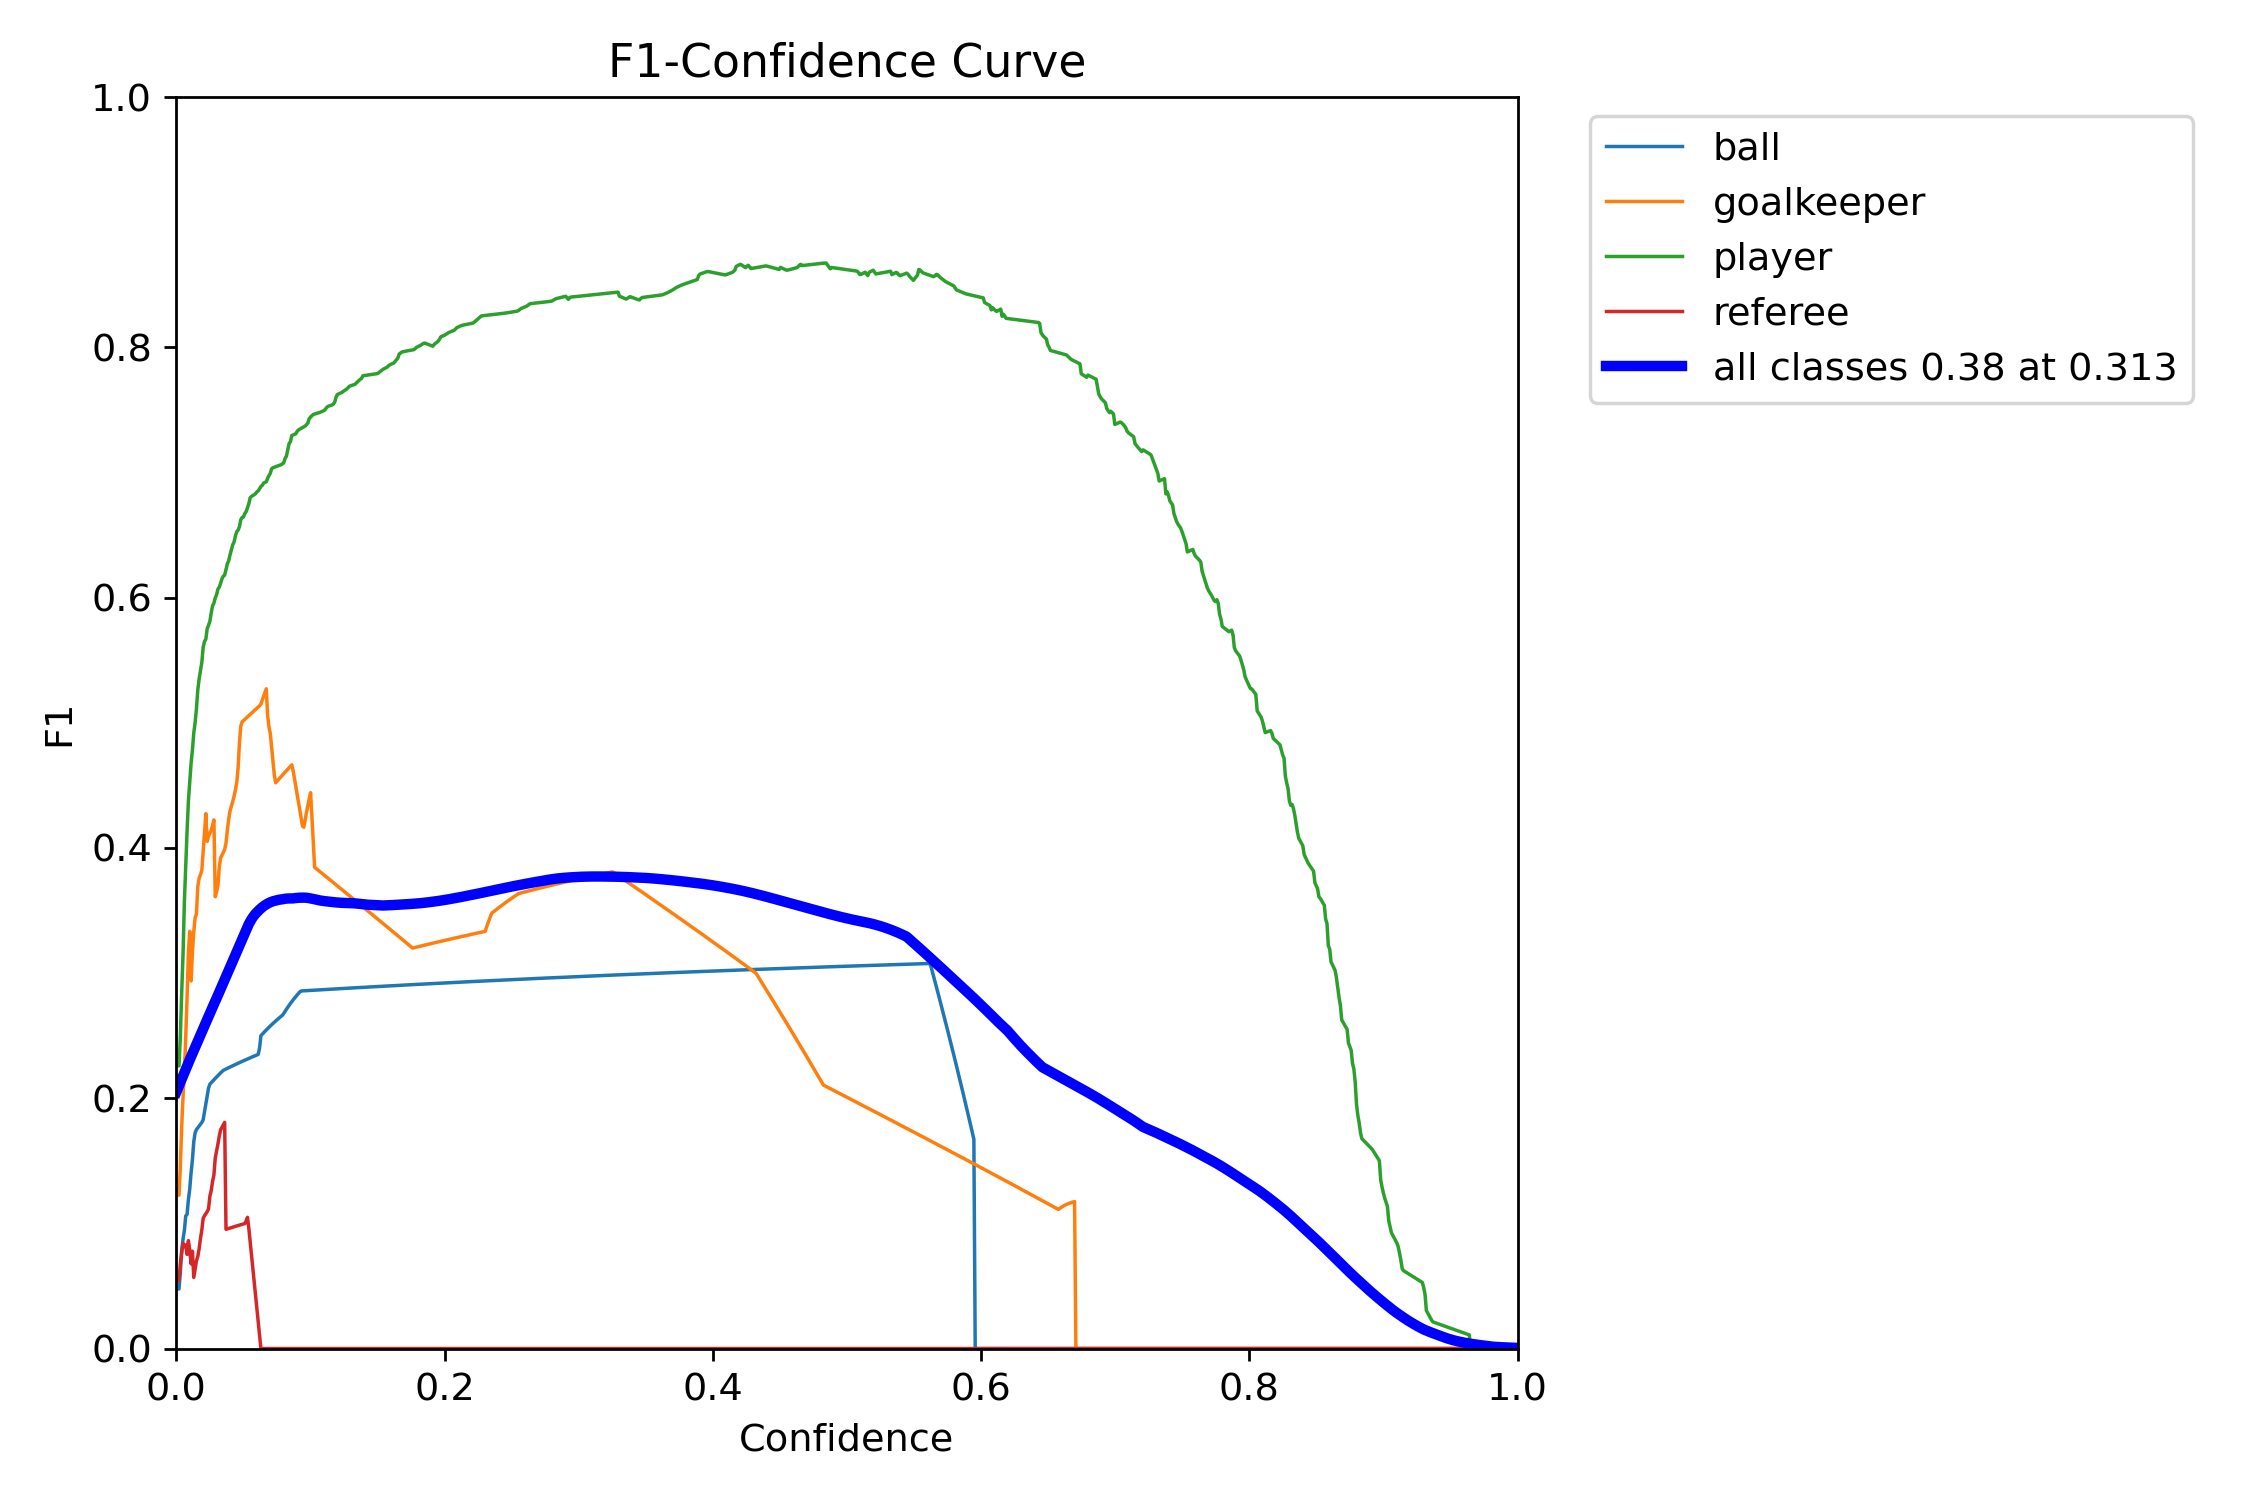 F1-Confidence Curve
1.0
0.8
0.6
0.4
0.2
0.0
F1
0.0 0.2 0.4 0.6 0.8 1.0
Confidence
ball
goalkeeper
player
referee
all classes 0.38 at 0.313